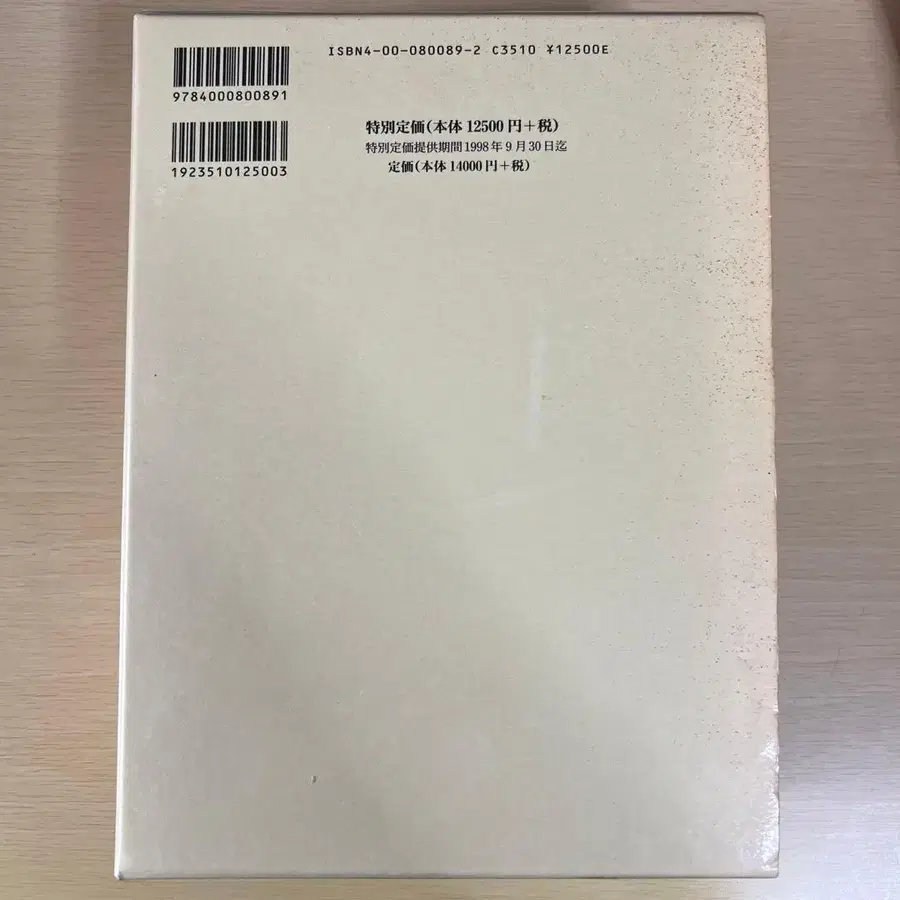 ISBN4-00-080089-2 C3510 ¥12500E
9784000800891
特別定価(本体12500円+税)
特別定価提供期間1998年9月30日迄
定価(本体14000円+税)
1923510125003